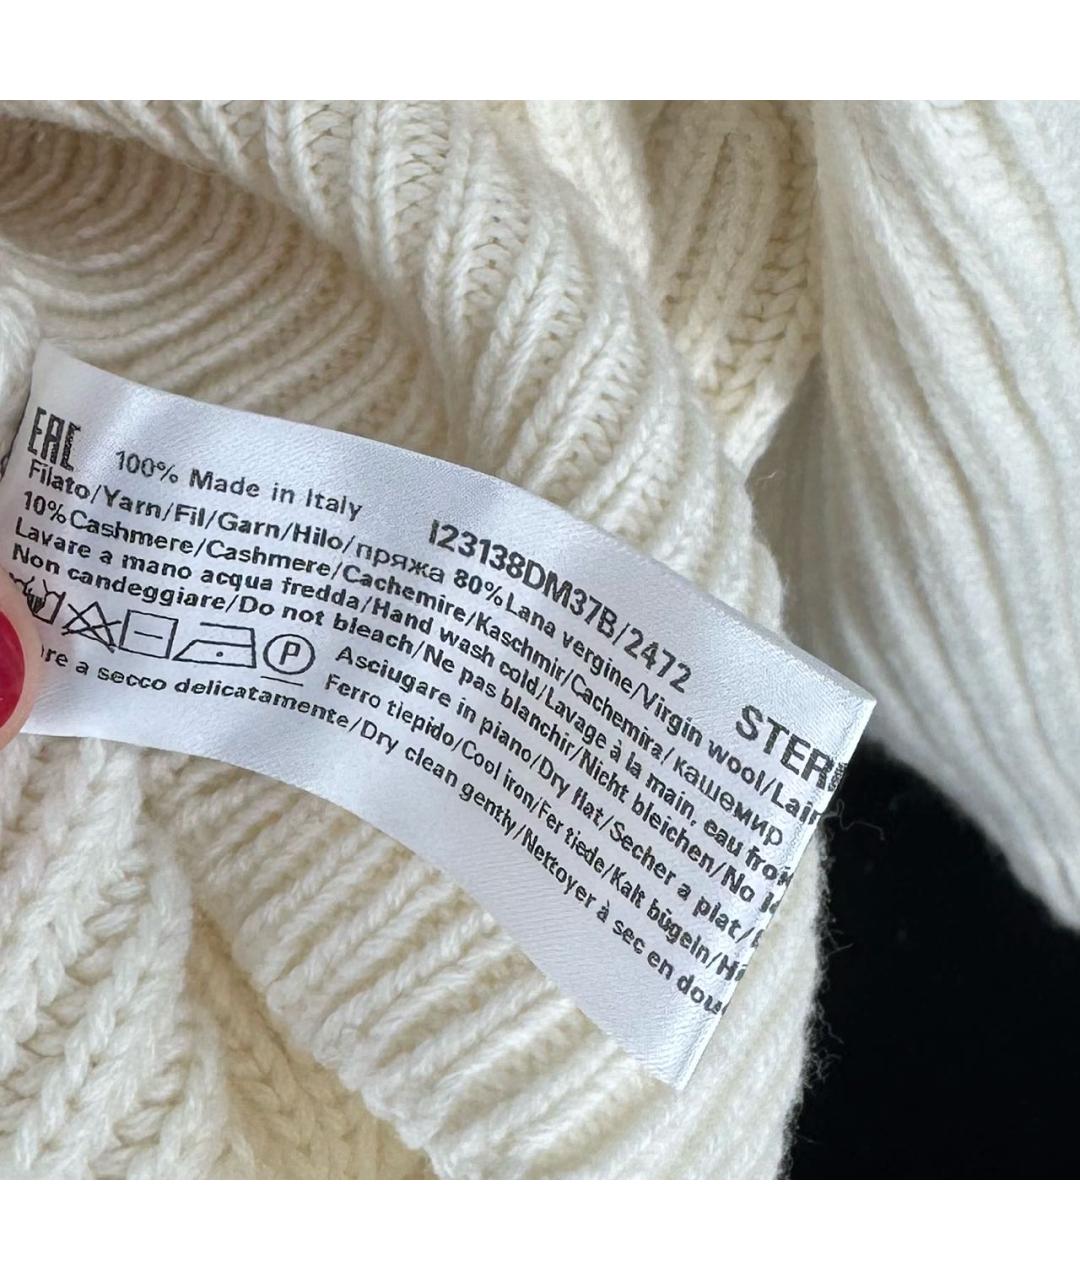 EAC 100% Made in Italy I23138DM37B/2472 STER
Filato/Yarn/Fil/Garn/Hilo/пряжа 80%Lana vergine/Virgin wool/Lain
10%Cashmere/Cashmere/Cachemire/Kaschmir/Cachemira/кашемир
Lavare a mano acqua fredda/Hand wash cold/Lavage à la main, eau froi
Non candeggiare/Do not bleach/Ne pas blanchir/Nicht bleichen/No
P Asciugare in piano/Dry flat/Secher a plat/
Ferro tiepido/Cool iron/Fer tiede/Kalt bügeln/Hi
re a secco delicatamente/Dry clean gently/Nettoyer à sec en dou